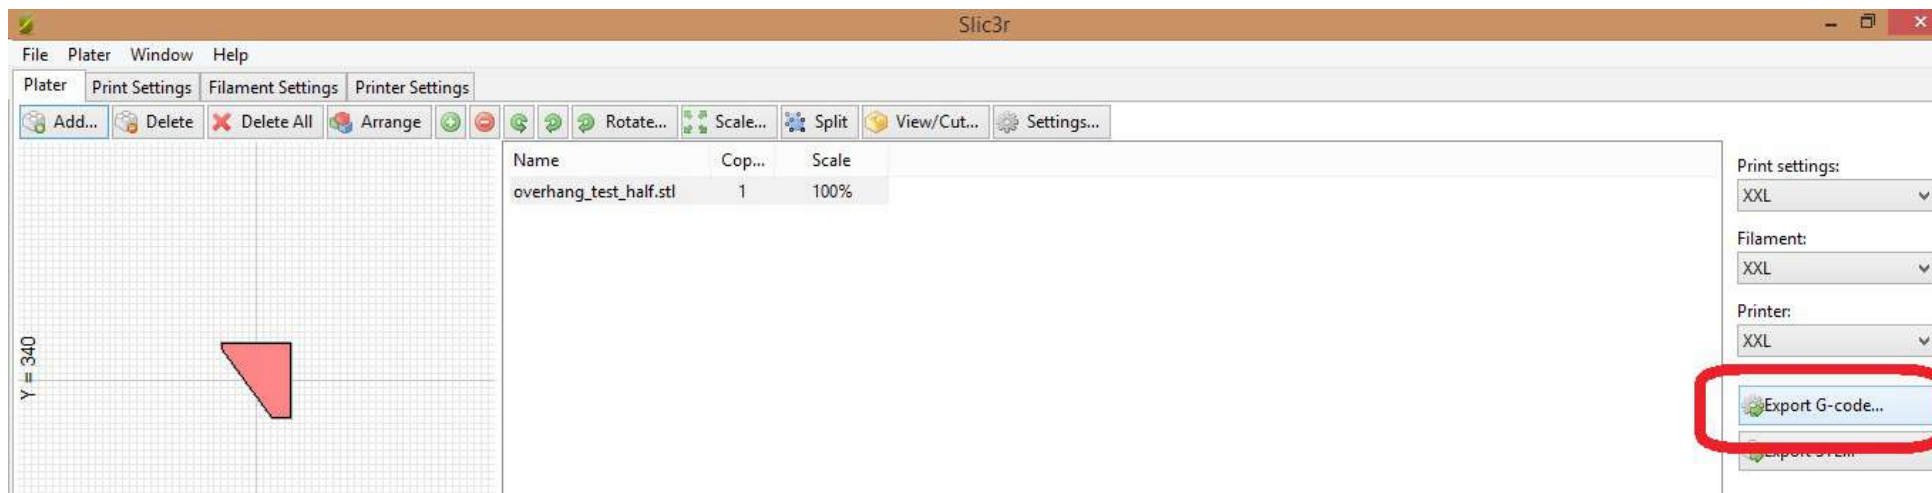 Slic3r
File Plater Window Help
Plater Print Settings Filament Settings Printer Settings
Add... Delete Delete All Arrange Rotate... Scale... Split View/Cut... Settings...
Name Cop... Scale
overhang_test_half.stl 1 100%
Y = 340
Print settings:
XXL
Filament:
XXL
Printer:
XXL
Export G-code...